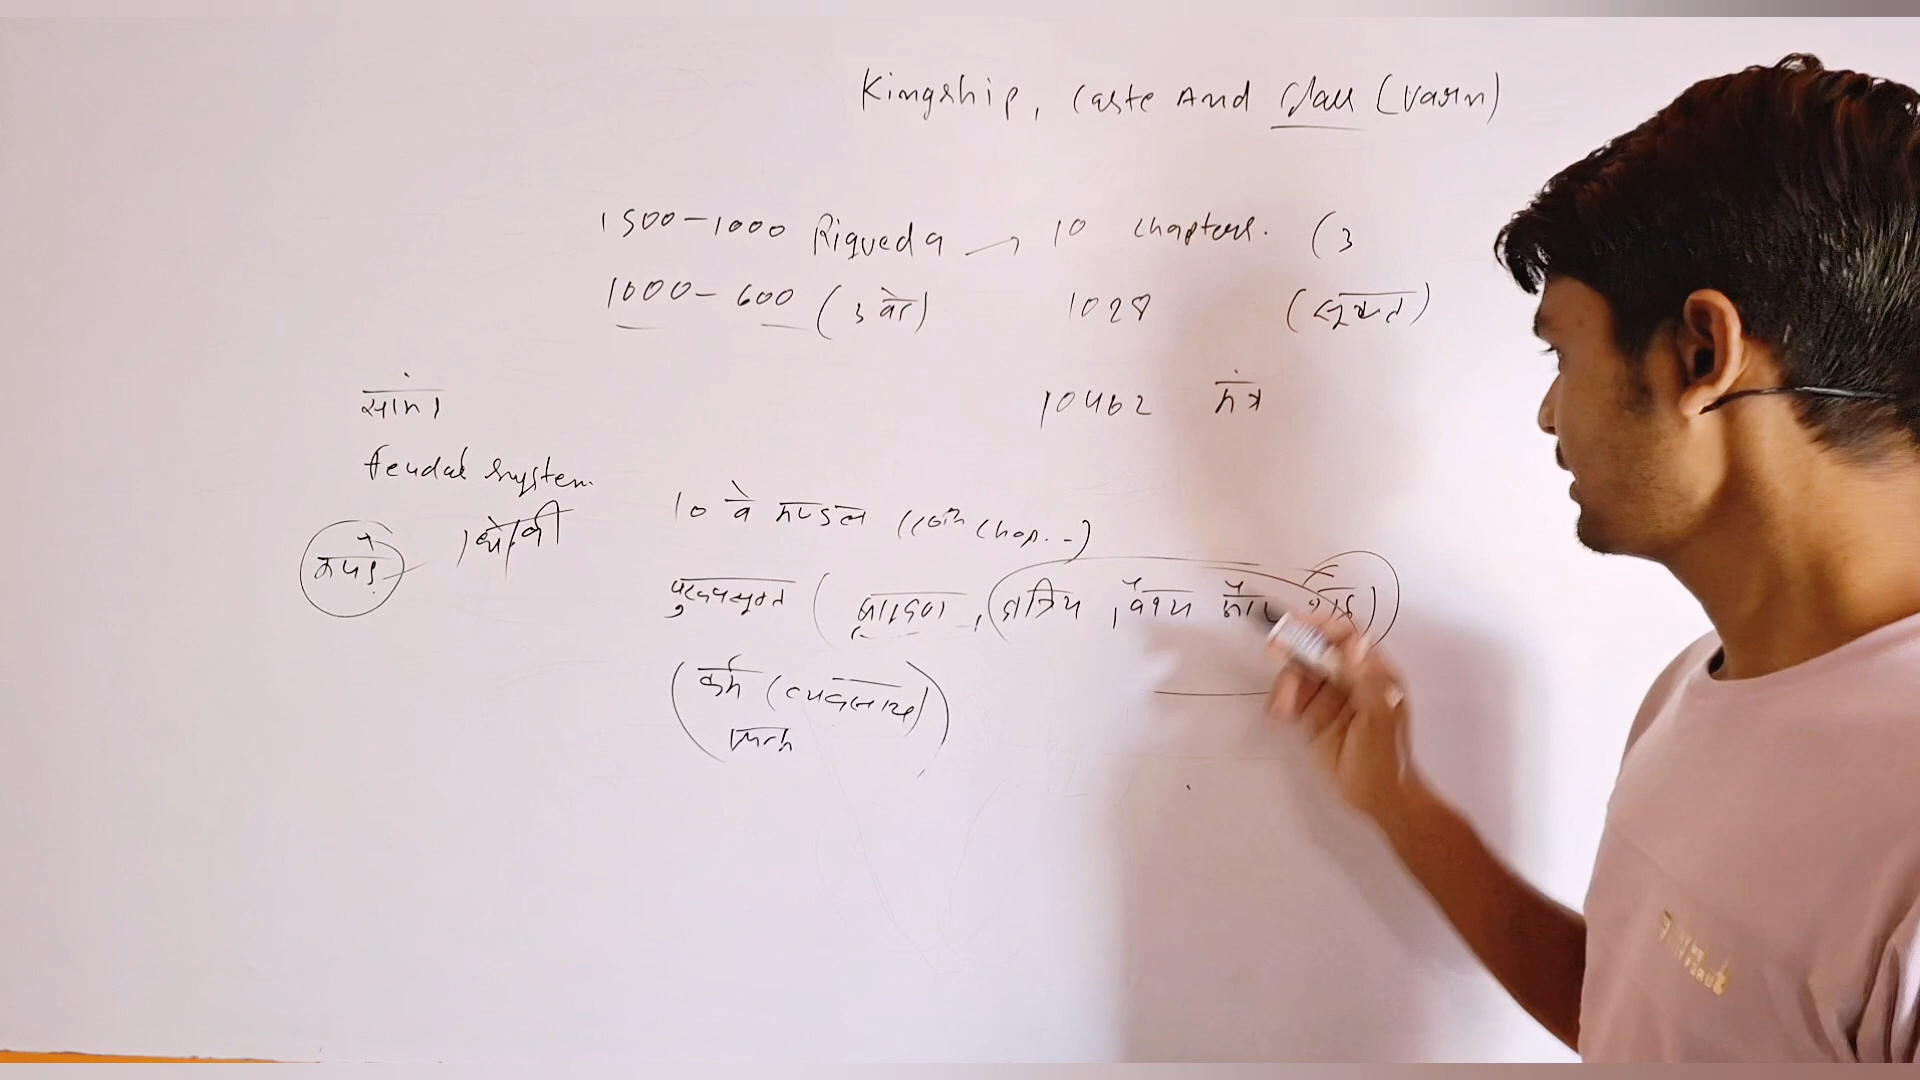 Kingship, Caste And Class (Varn)
1500-1000 Rigveda → 10 Chapters. (3
1000-600 (3 वेद) 1028 (सूक्त)
10462 मंत्र
Feudal system.
10 वे मण्डल (10th Chap..-)
पुरुषसूक्त (ब्राह्मण, क्षत्रिय, वैश्य और शूद्र)
कपड़े धोबी
(कर्म (व्यवसाय)
जन्म